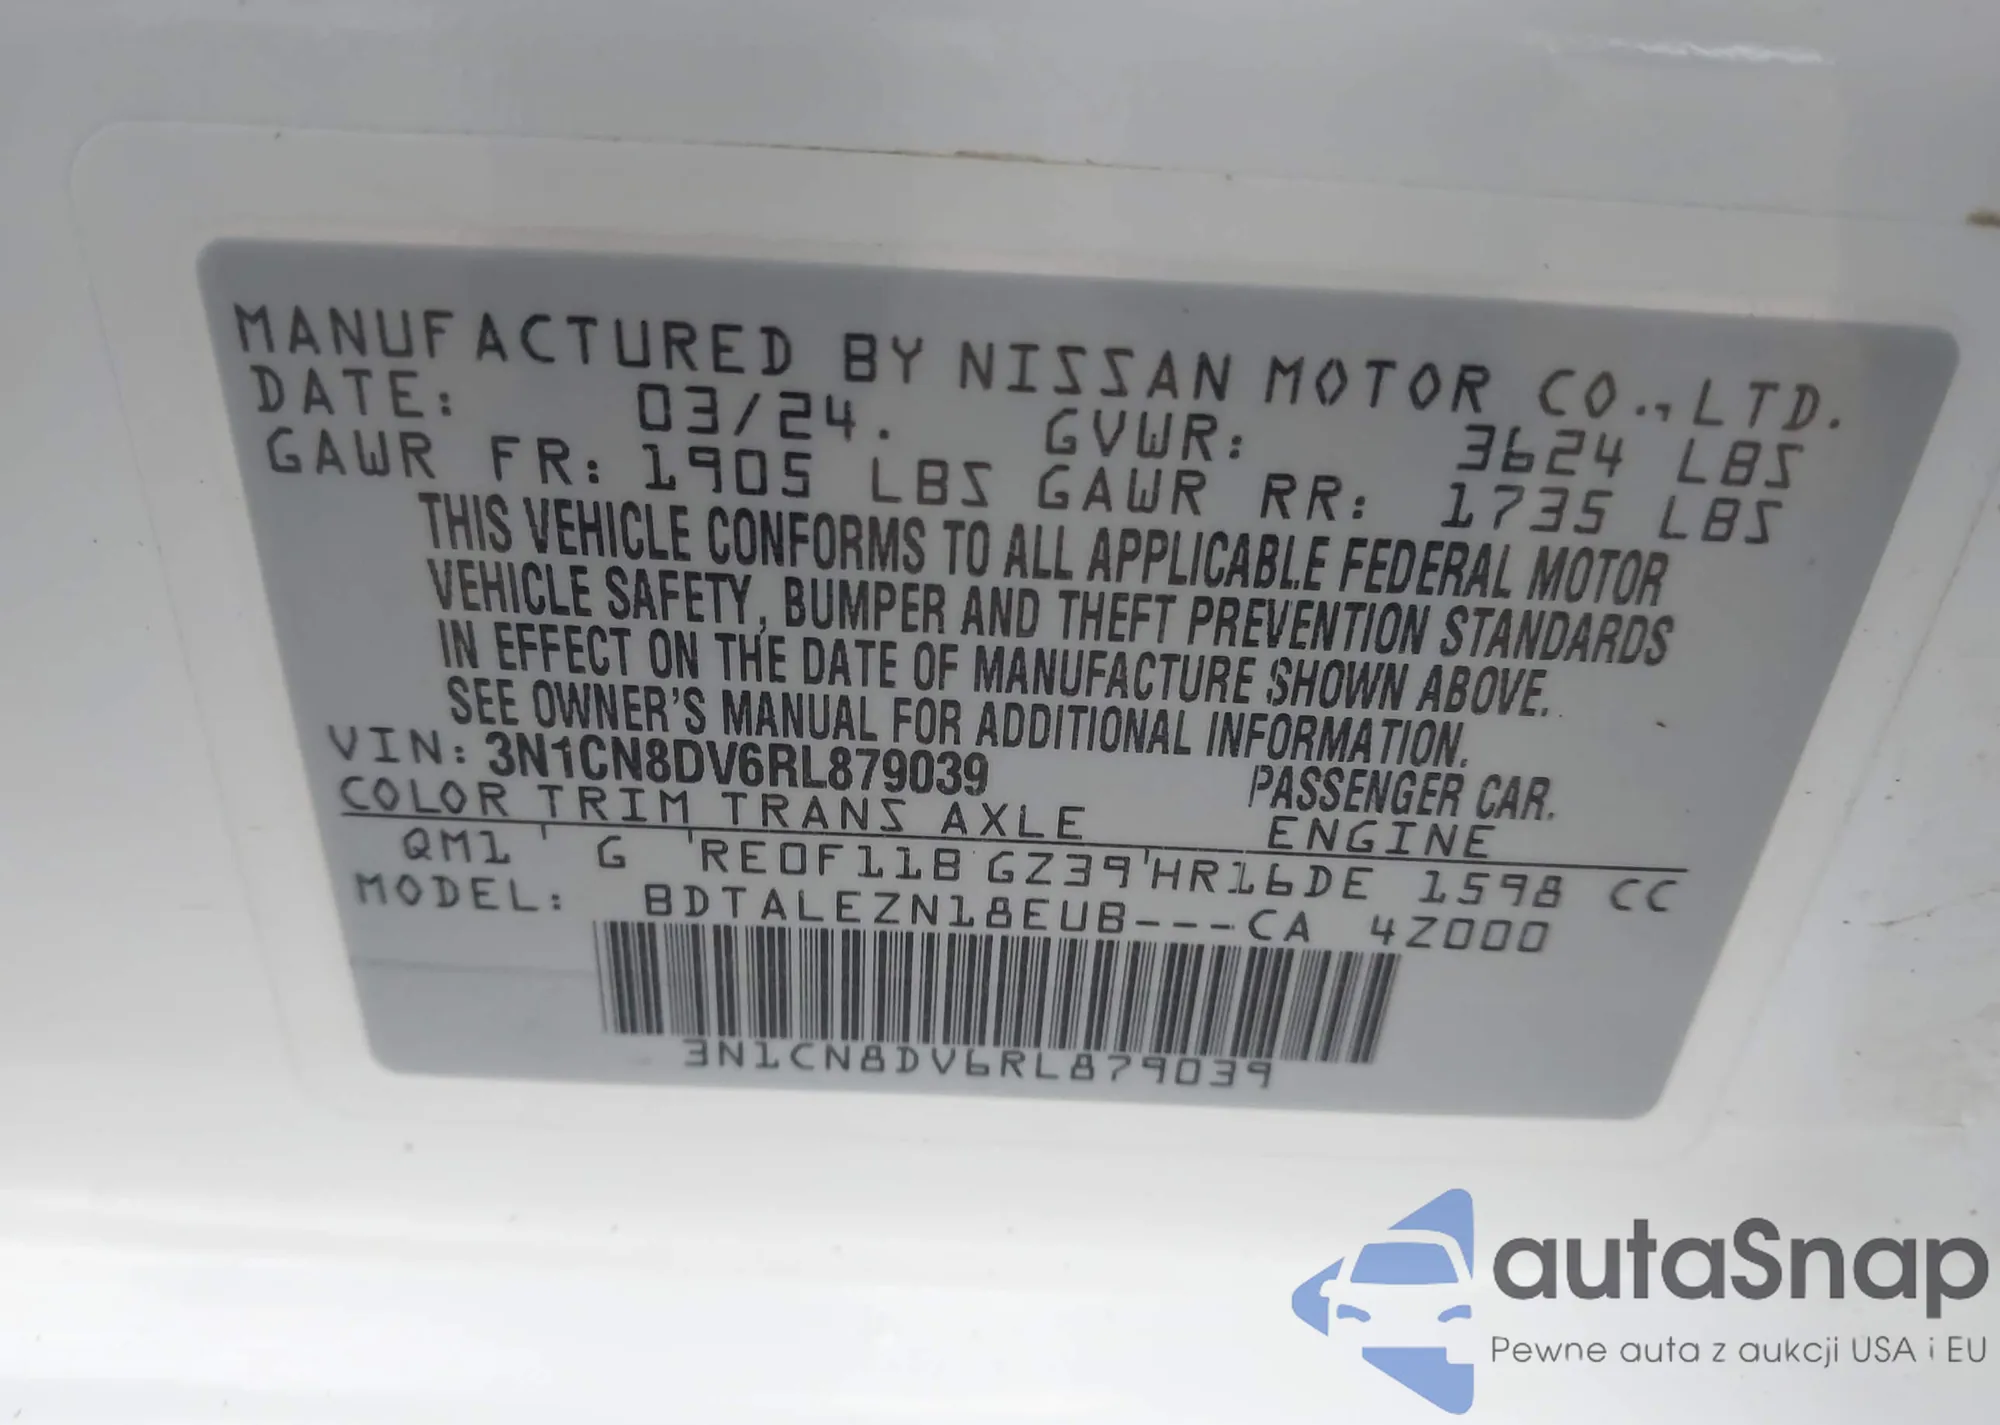 MANUFACTURED BY NISSAN MOTOR CO., LTD.
DATE: 03/24. GVWR: 3624 LBS
GAWR FR: 1905 LBS GAWR RR: 1735 LBS
THIS VEHICLE CONFORMS TO ALL APPLICABLE FEDERAL MOTOR
VEHICLE SAFETY, BUMPER AND THEFT PREVENTION STANDARDS
IN EFFECT ON THE DATE OF MANUFACTURE SHOWN ABOVE.
SEE OWNER'S MANUAL FOR ADDITIONAL INFORMATION.
VIN: 3N1CN8DV6RL879039 PASSENGER CAR.
COLOR TRIM TRANS AXLE ENGINE
QM1 ' G 'RE0F11B GZ39'HR16DE 1598 CC
MODEL: BDTALEZN18EUB---CA 4Z000
3N1CN8DV6RL879039
autaSnap
Pewne auta z aukcji USA i EU